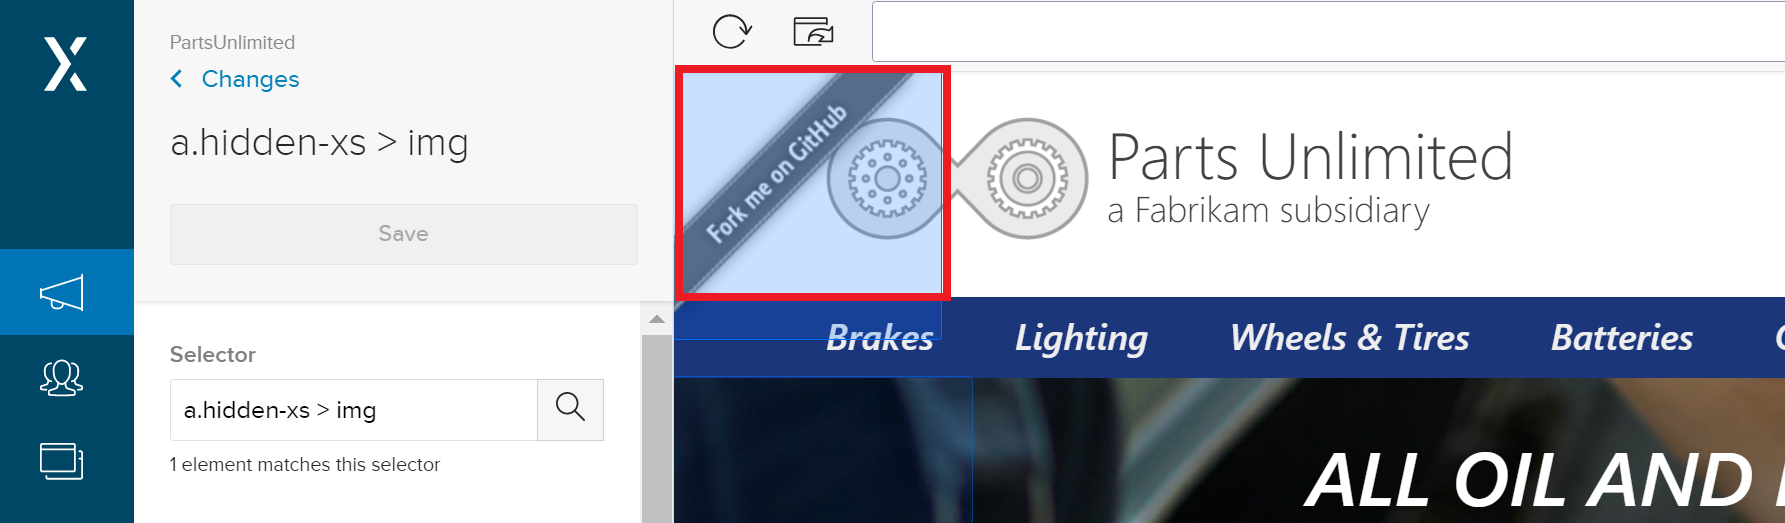 PartsUnlimited
Changes
a.hidden-xs > img
Save
Selector
a.hidden-xs > img
1 element matches this selector
Fork me on GitHub
Parts Unlimited
a Fabrikam subsidiary
Brakes Lighting Wheels & Tires Batteries
ALL OIL AND